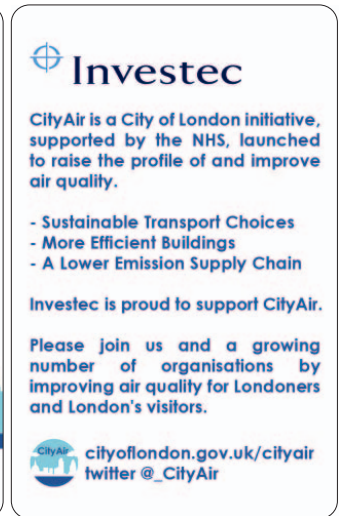 Investec
CityAir is a City of London initiative,
supported by the NHS, launched
to raise the profile of and improve
air quality.
- Sustainable Transport Choices
- More Efficient Buildings
- A Lower Emission Supply Chain
Investec is proud to support CityAir.
Please join us and a growing
number of organisations by
improving air quality for Londoners
and London's visitors.
CityAir
cityoflondon.gov.uk/cityair
twitter @_CityAir